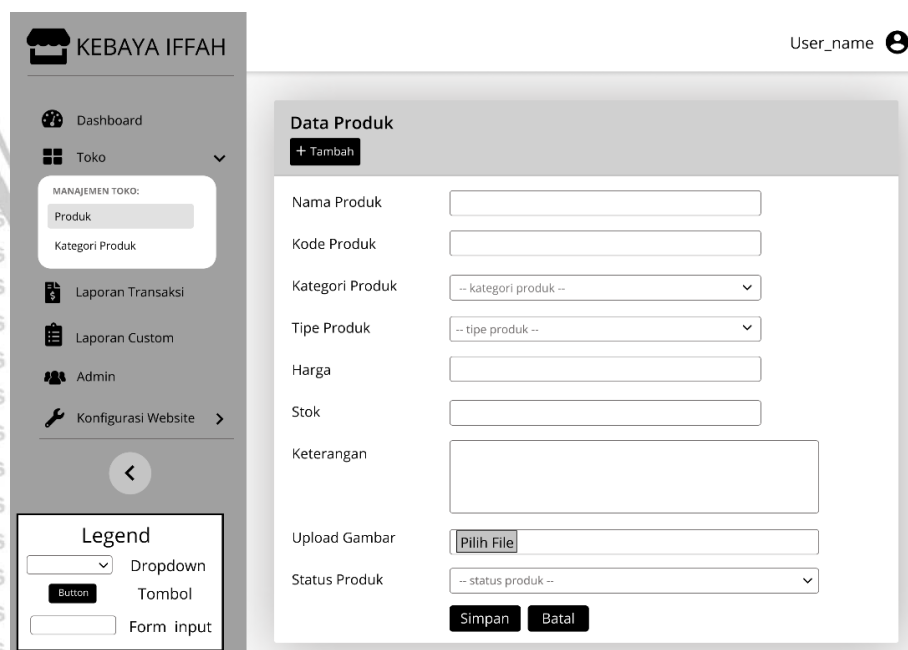 KEBAYA IFFAH
User_name
Dashboard
Toko
MANAJEMEN TOKO:
Produk
Kategori Produk
Laporan Transaksi
Laporan Custom
Admin
Konfigurasi Website
Legend
Dropdown
Button Tombol
Form input
Data Produk
+ Tambah
Nama Produk
Kode Produk
Kategori Produk -- kategori produk --
Tipe Produk -- tipe produk --
Harga
Stok
Keterangan
Upload Gambar Pilih File
Status Produk -- status produk --
Simpan Batal